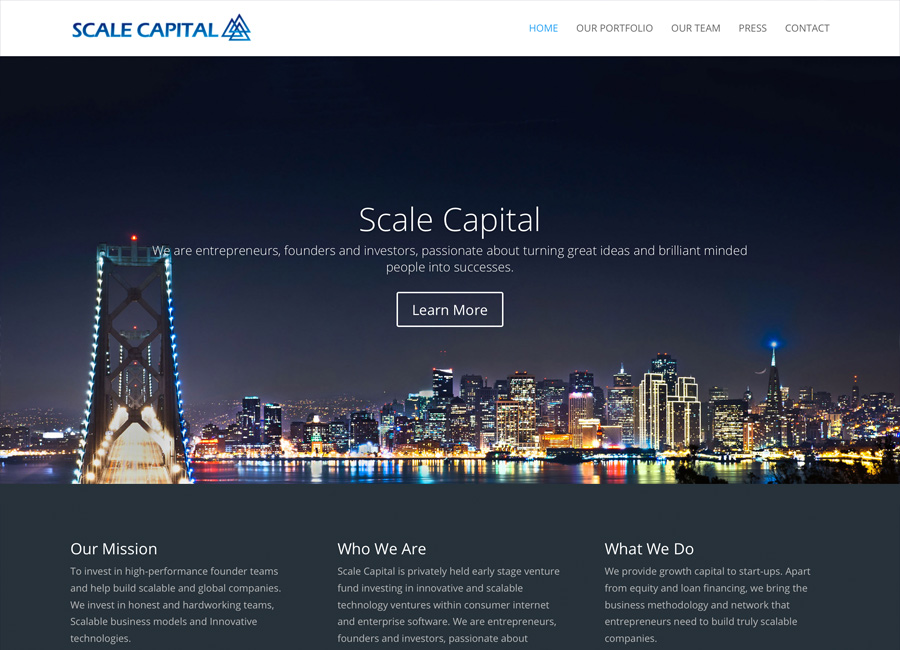 SCALE CAPITAL
HOME OUR PORTFOLIO OUR TEAM PRESS CONTACT
Scale Capital
We are entrepreneurs, founders and investors, passionate about turning great ideas and brilliant minded
people into successes.
Learn More
Our Mission
To invest in high-performance founder teams
and help build scalable and global companies.
We invest in honest and hardworking teams,
Scalable business models and Innovative
technologies.
Who We Are
Scale Capital is privately held early stage venture
fund investing in innovative and scalable
technology ventures within consumer internet
and enterprise software. We are entrepreneurs,
founders and investors, passionate about
What We Do
We provide growth capital to start-ups. Apart
from equity and loan financing, we bring the
business methodology and network that
entrepreneurs need to build truly scalable
companies.